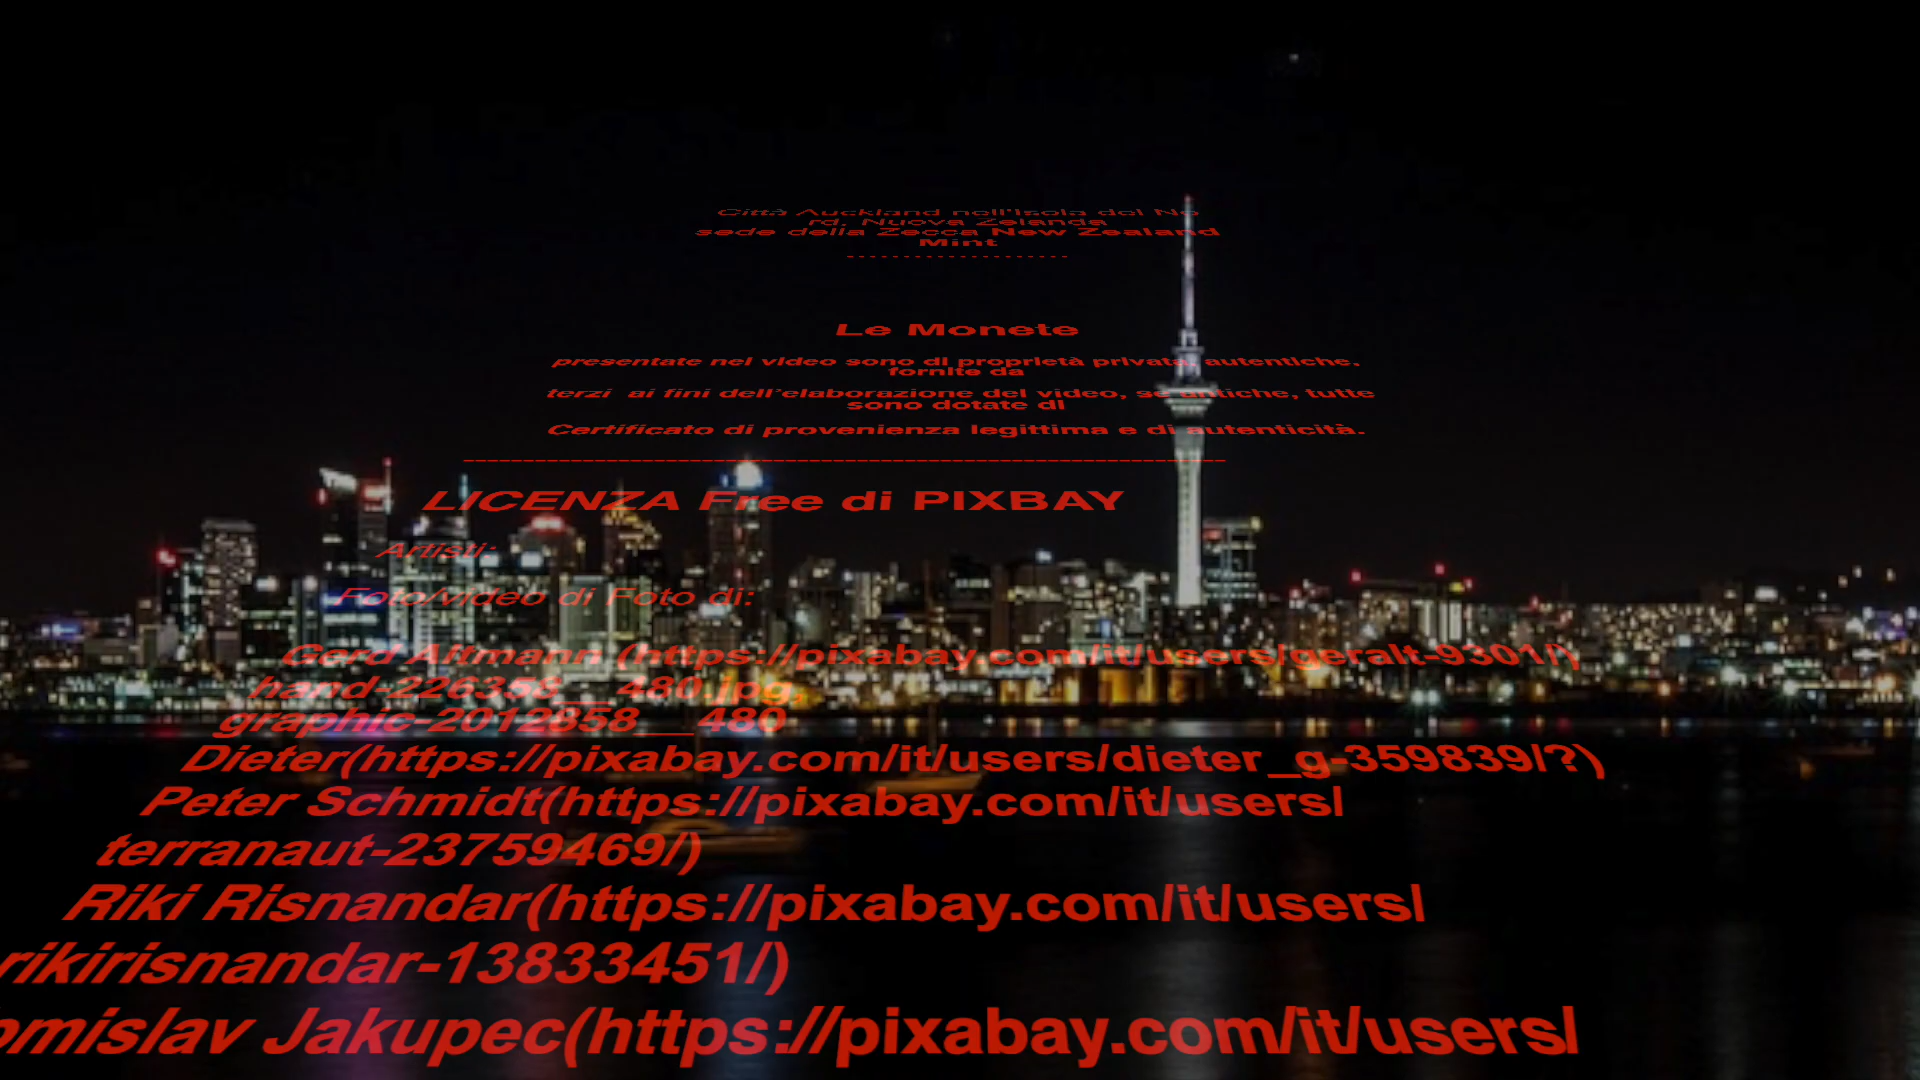 Città Auckland nell'Isola del No
rd, Nuova Zelanda
sede della Zecca New Zealand
Mint
--------------------
Le Monete
presentate nel video sono di proprietà privata, autentiche,
fornite da
terzi  ai fini dell'elaborazione del video, se antiche, tutte
sono dotate di
Certificato di provenienza legittima e di autenticità.
----------------------------------------------------------------
LICENZA Free di PIXBAY
Artisti:
Foto/video di Foto di:
Gerd Altmann (https://pixabay.com/it/users/geralt-9301/)
hand-226358__480.jpg,
graphic-2012858__480
Dieter(https://pixabay.com/it/users/dieter_g-359839/?)
Peter Schmidt(https://pixabay.com/it/users/
terranaut-23759469/)
Riki Risnandar(https://pixabay.com/it/users/
rikirisnandar-13833451/)
omislav Jakupec(https://pixabay.com/it/users/